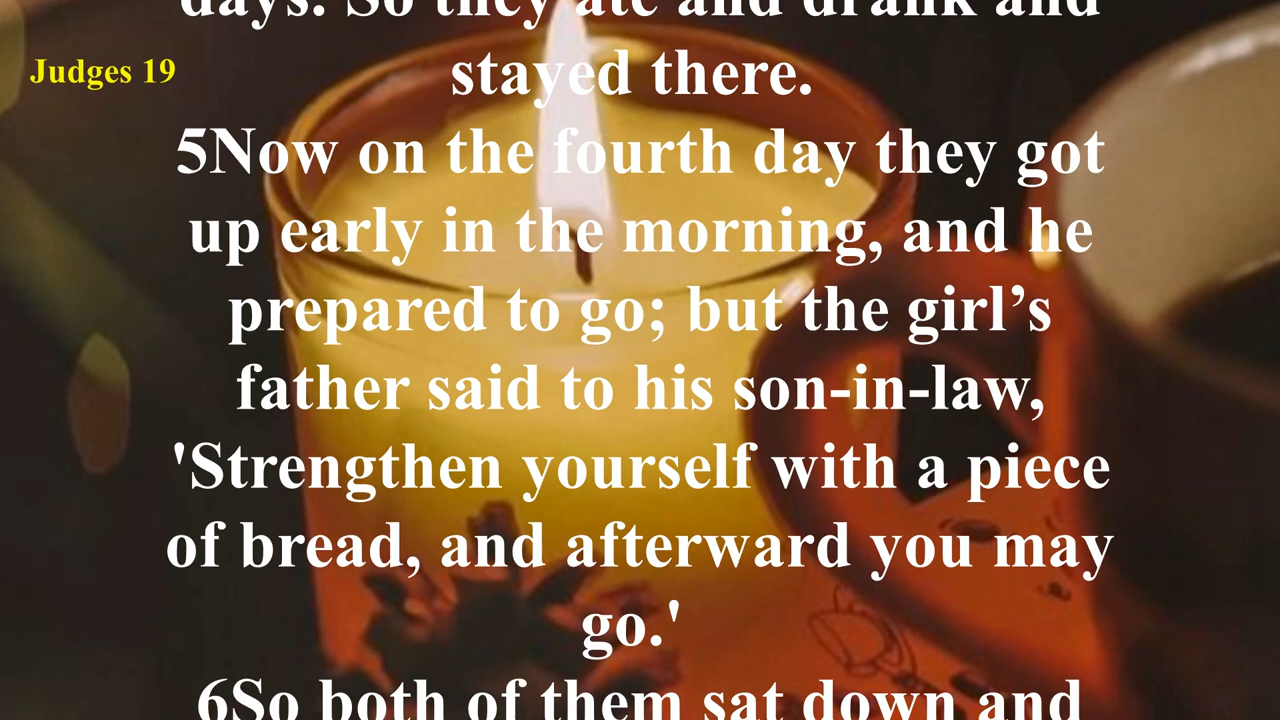 days. So they ate and drank and
Judges 19
stayed there.
5Now on the fourth day they got
up early in the morning, and he
prepared to go; but the girl’s
father said to his son-in-law,
'Strengthen yourself with a piece
of bread, and afterward you may
go.'
6So both of them sat down and